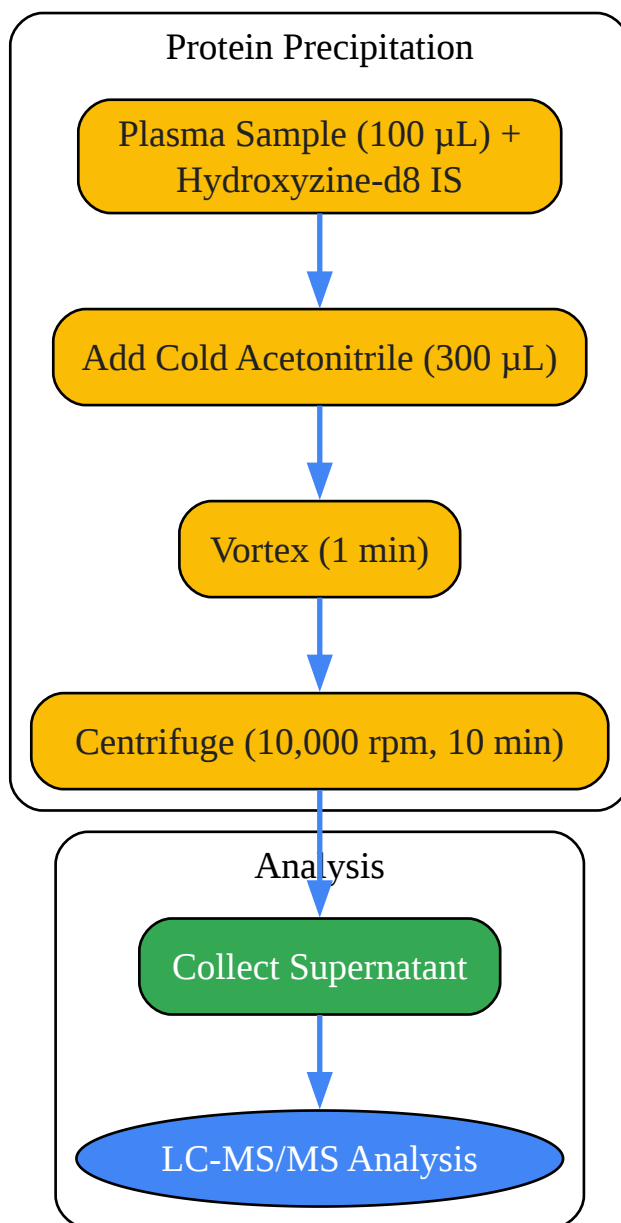 Protein Precipitation
Plasma Sample (100 µL) +
Hydroxyzine-d8 IS
Add Cold Acetonitrile (300 µL)
Vortex (1 min)
Centrifuge (10,000 rpm, 10 min)
Analysis
Collect Supernatant
LC-MS/MS Analysis